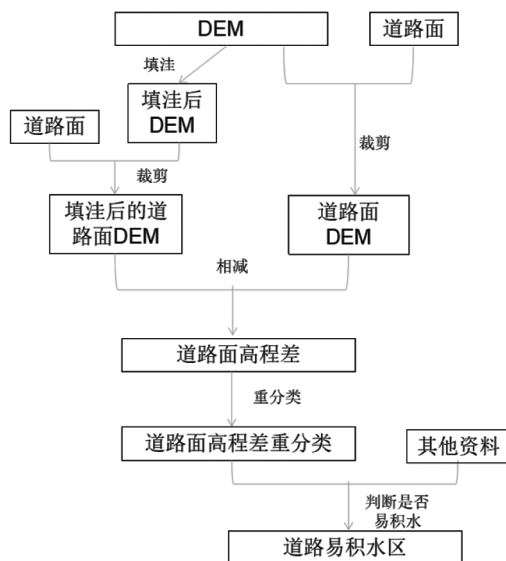 DEM
道路面
填洼
填洼后
DEM
道路面
裁剪
裁剪
填洼后的道
路面DEM
道路面
DEM
相减
道路面高程差
重分类
道路面高程差重分类
其他资料
判断是否
易积水
道路易积水区